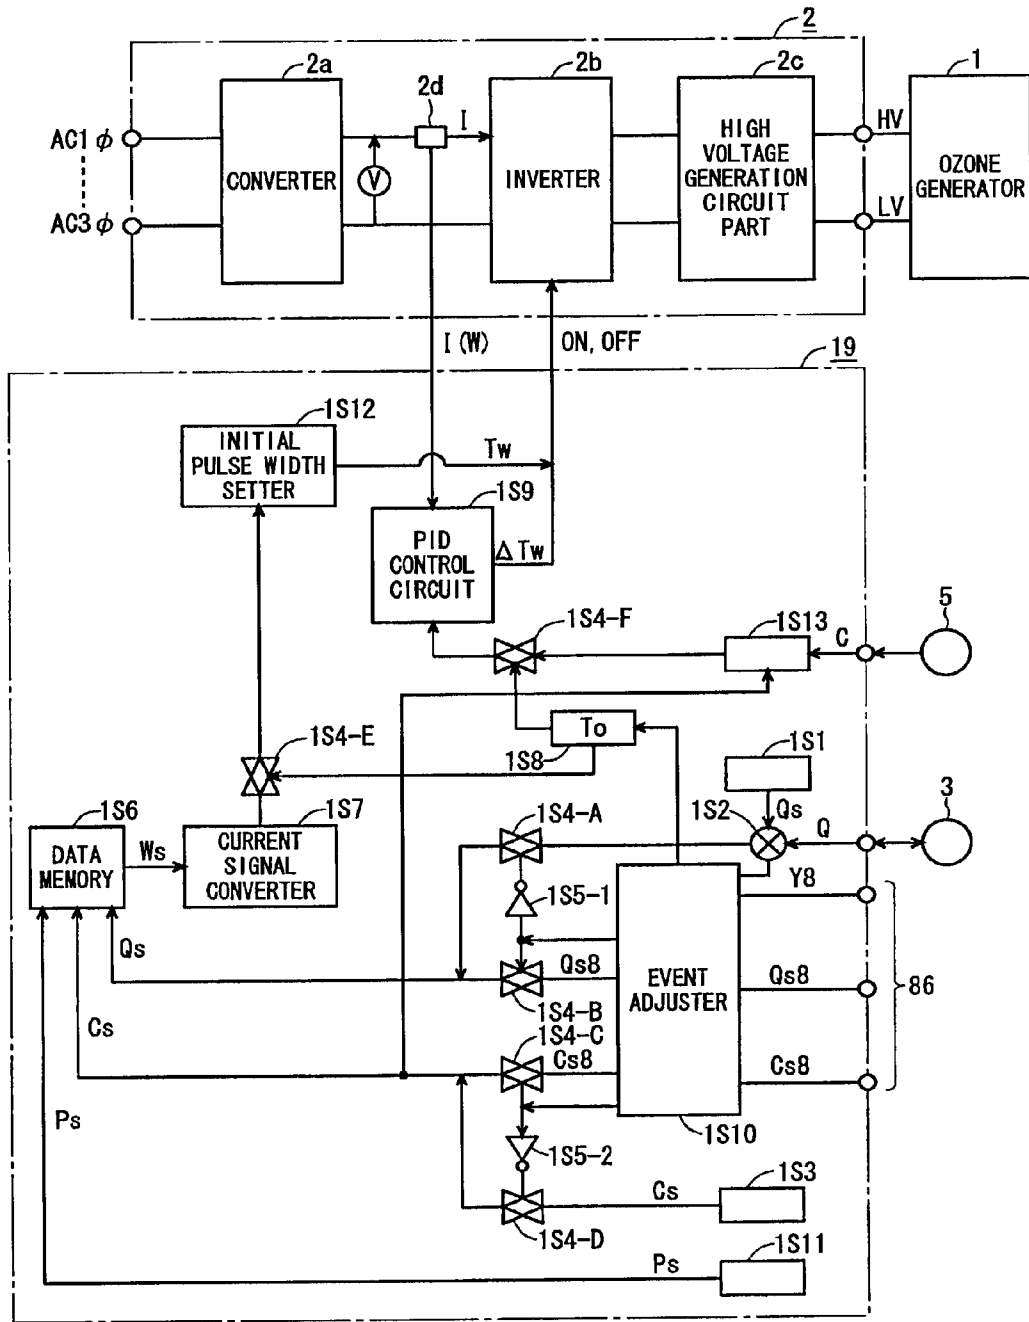 2
2a
2d
2b
2c
1
AC1 φ
AC3 φ
CONVERTER
V
I
INVERTER
HIGH
VOLTAGE
GENERATION
CIRCUIT
PART
HV
LV
OZONE
GENERATOR
I (W)
ON, OFF
19
1S12
INITIAL
PULSE WIDTH
SETTER
Tw
1S9
PID
CONTROL
CIRCUIT
Δ Tw
1S4-F
1S13
C
5
1S4-E
To
1S8
1S1
1S6
1S7
1S4-A
1S2
Qs
Q
3
DATA
MEMORY
Ws
CURRENT
SIGNAL
CONVERTER
1S5-1
Y8
Qs
Qs8
EVENT
ADJUSTER
Qs8
86
1S4-B
Cs
1S4-C
Cs8
Cs8
Ps
1S10
1S5-2
1S3
Cs
1S4-D
1S11
Ps